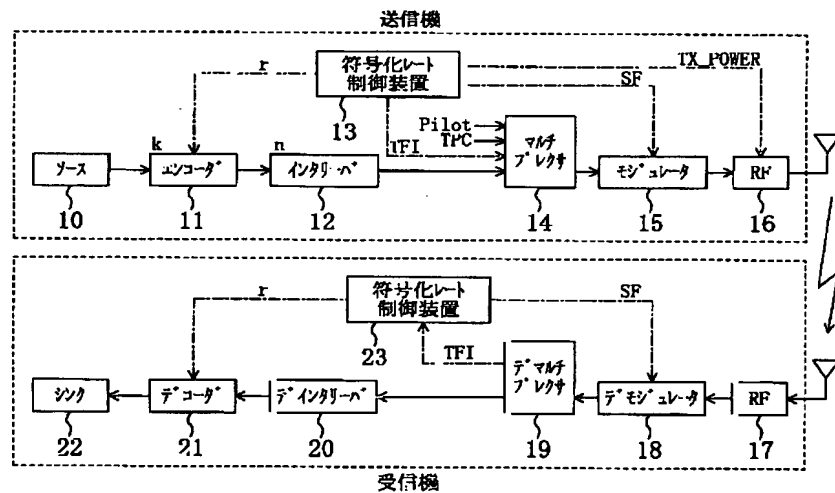 送信機
符号化レート
制御装置
13
r
TX_POWER
SF
Pilot
TPC
TFI
k
n
ソース
10
エンコーダ
11
インタリーバ
12
マルチ
プレクサ
14
モジュレータ
15
RF
16
符号化レート
制御装置
23
r
SF
TFI
シンク
22
デコーダ
21
デインタリーバ
20
デマルチ
プレクサ
19
デモジュレータ
18
RF
17
受信機